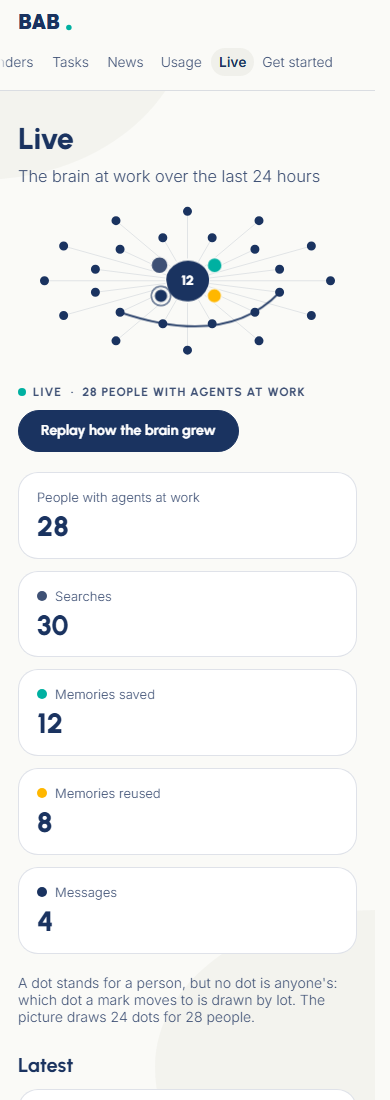 BAB.
Tasks News Usage Live Get started
Live
The brain at work over the last 24 hours
12
LIVE · 28 PEOPLE WITH AGENTS AT WORK
Replay how the brain grew
People with agents at work
28
Searches
30
Memories saved
12
Memories reused
8
Messages
4
A dot stands for a person, but no dot is anyone's:
which dot a mark moves to is drawn by lot. The
picture draws 24 dots for 28 people.
Latest